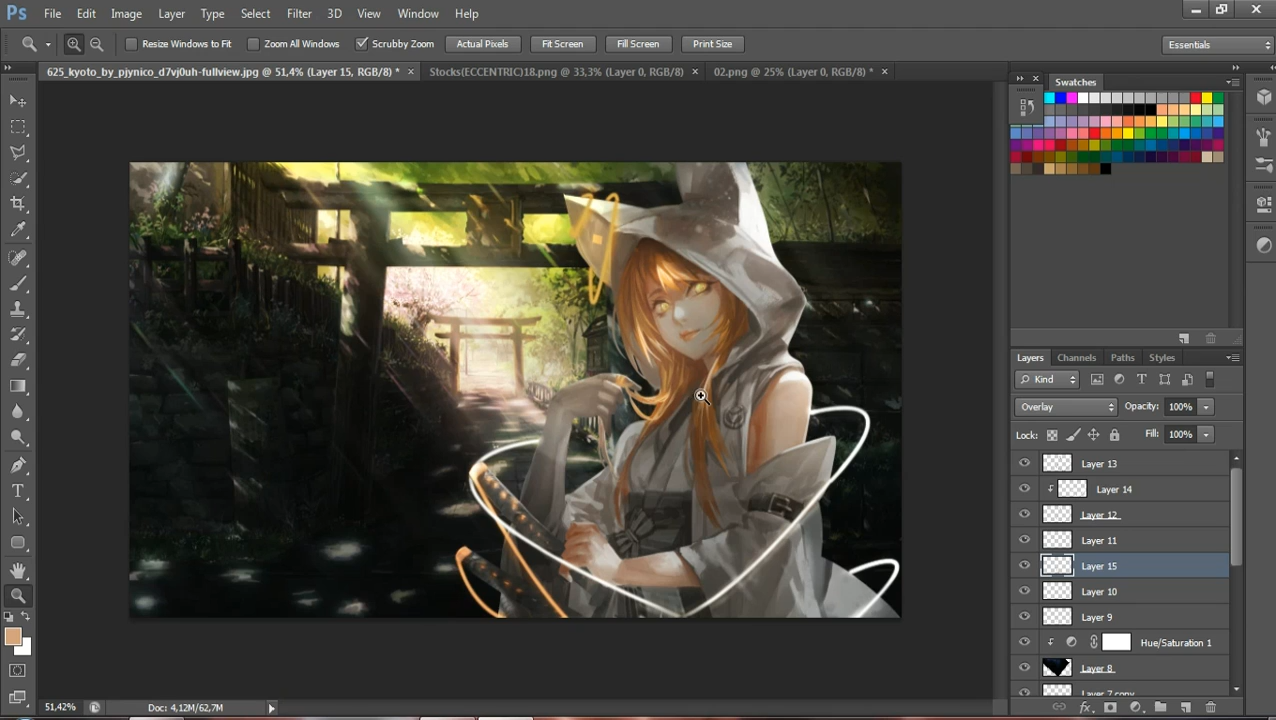 Ps File Edit Image Layer Type Select Filter 3D View Window Help
Resize Windows to Fit Zoom All Windows Scrubby Zoom Actual Pixels Fit Screen Fill Screen Print Size Essentials
625_kyoto_by_pjynico_d7vj0uh-fullview.jpg @ 51,4% (Layer 15, RGB/8) * × Stocks(ECCENTRIC)18.png @ 33,3% (Layer 0, RGB/8) × 02.png @ 25% (Layer 0, RGB/8) * ×
Swatches
Layers Channels Paths Styles
Kind
Overlay Opacity: 100%
Lock: Fill: 100%
Layer 13
Layer 14
Layer 12
Layer 11
Layer 15
Layer 10
Layer 9
Hue/Saturation 1
Layer 8
Layer 7 copy
51,42% Doc: 4,12M/62,7M